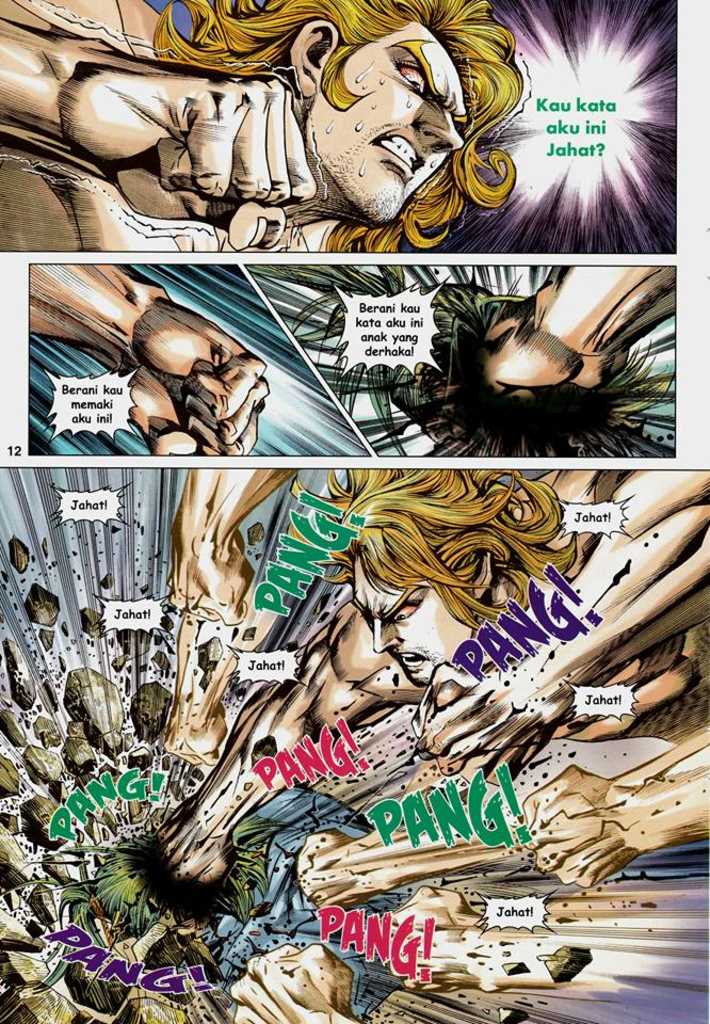 Kau kata
aku ini
Jahat?
Berani kau
memaki
aku ini!
Berani kau
kata aku ini
anak yang
derhaka!
12
Jahat!
PANG!
Jahat!
Jahat!
PANG!
Jahat!
Jahat!
PANG!
PANG!
PANG!
Jahat!
PANG!
PANG!